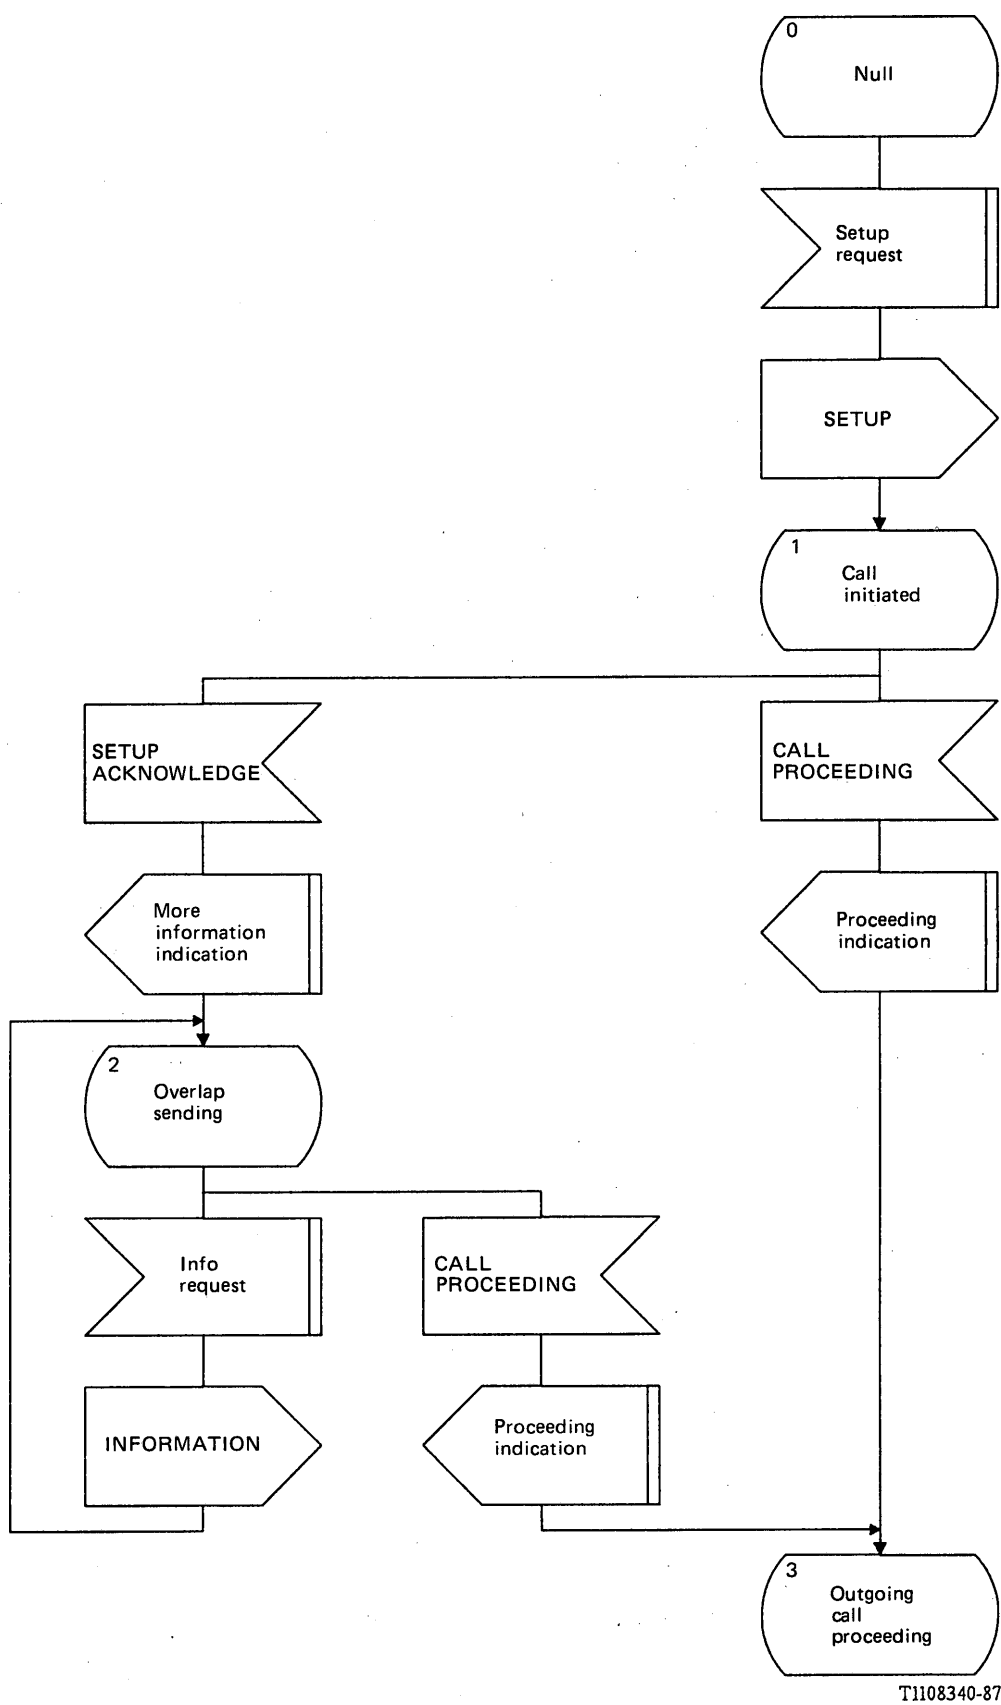 0
Null
Setup
request
SETUP
1
Call
initiated
SETUP
ACKNOWLEDGE
CALL
PROCEEDING
More
information
indication
Proceeding
indication
2
Overlap
sending
Info
request
CALL
PROCEEDING
INFORMATION
Proceeding
indication
3
Outgoing
call
proceeding
T1108340-87